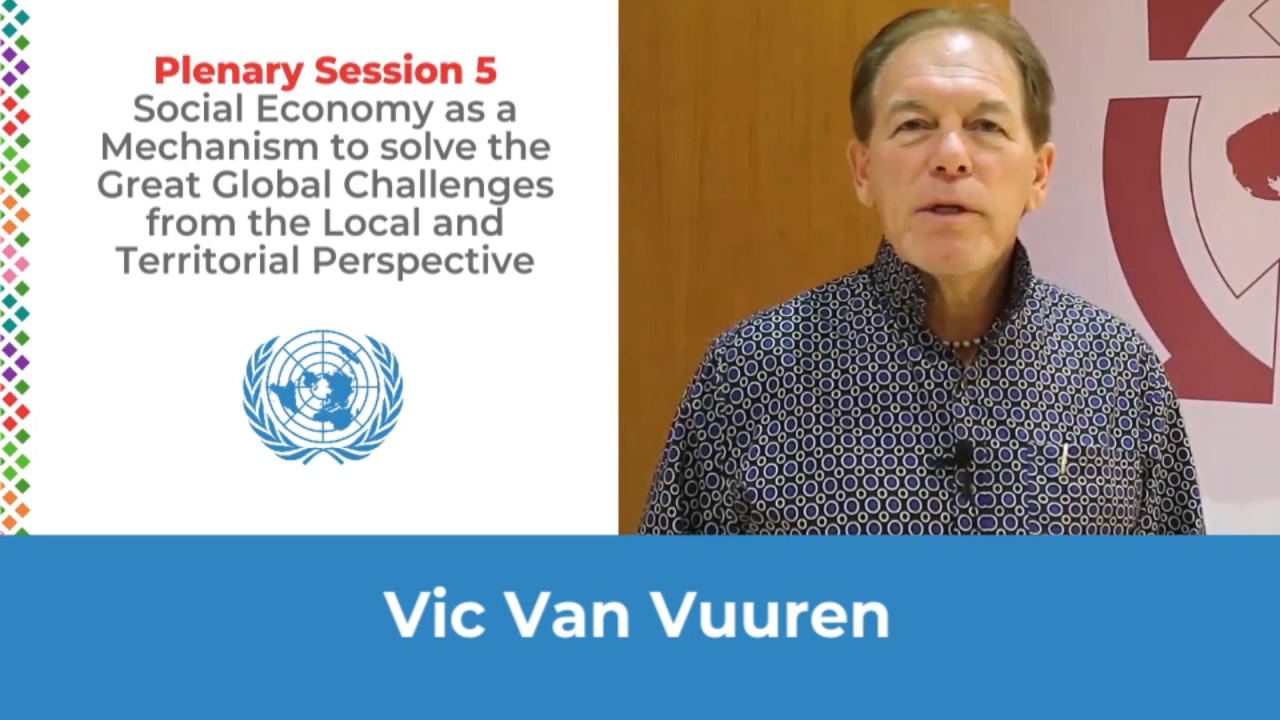 Plenary Session 5
Social Economy as a
Mechanism to solve the
Great Global Challenges
from the Local and
Territorial Perspective
Vic Van Vuuren